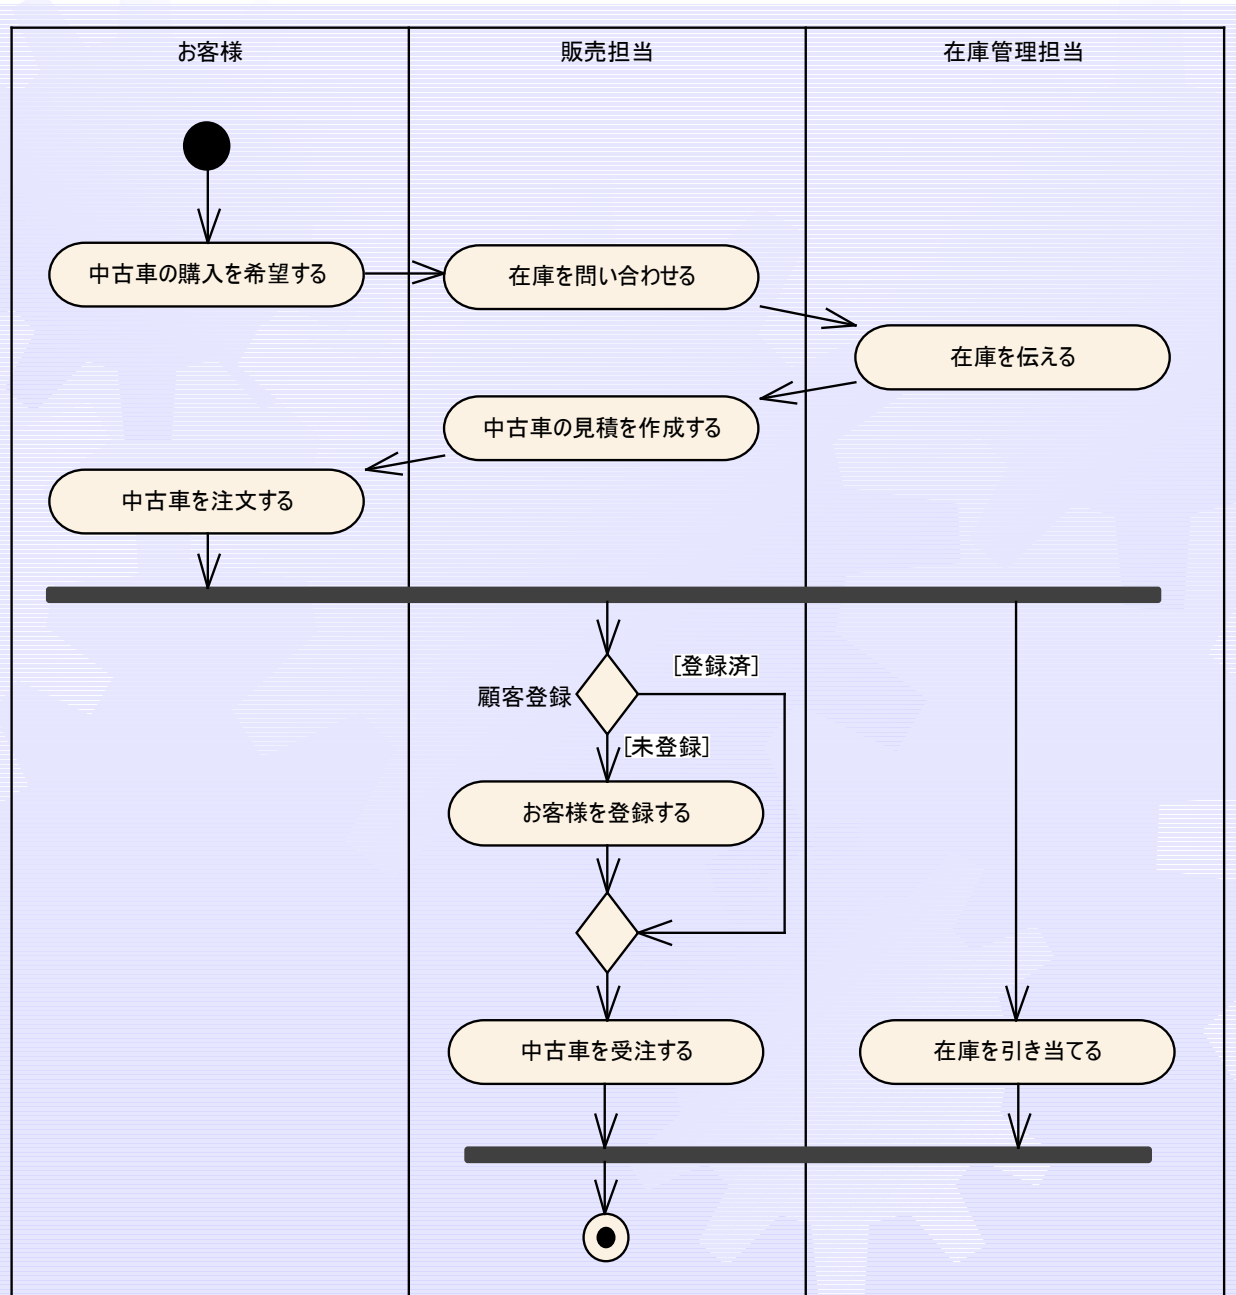 お客様
販売担当
在庫管理担当
中古車の購入を希望する
在庫を問い合わせる
在庫を伝える
中古車の見積を作成する
中古車を注文する
[登録済]
顧客登録
[未登録]
お客様を登録する
中古車を受注する
在庫を引き当てる